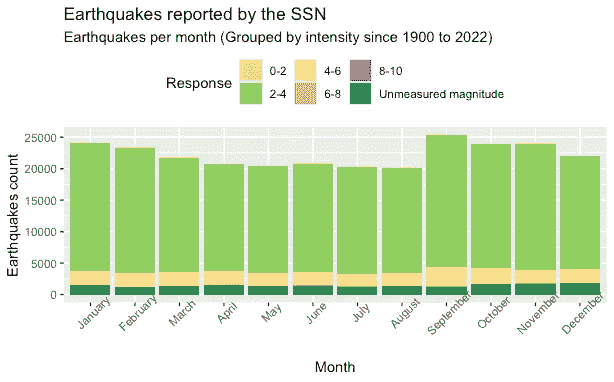 Earthquakes reported by the SSN
Earthquakes per month (Grouped by intensity since 1900 to 2022)
Response
0-2
4-6
8-10
2-4
6-8
Unmeasured magnitude
Earthquakes count
25000
20000
15000
10000
5000
0
January
February
March
April
May
June
July
August
September
October
November
December
Month